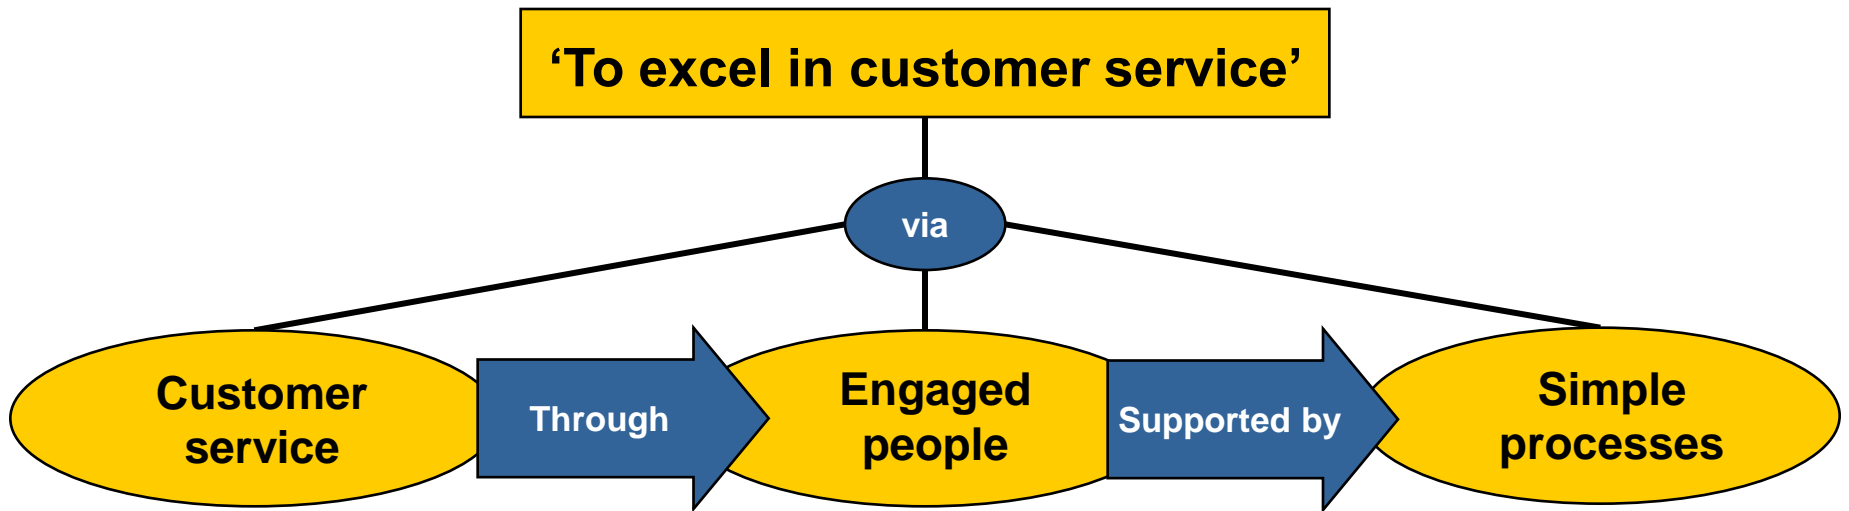 ‘To excel in customer service’
via
Customer
service
Through
Engaged
people
Supported by
Simple
processes